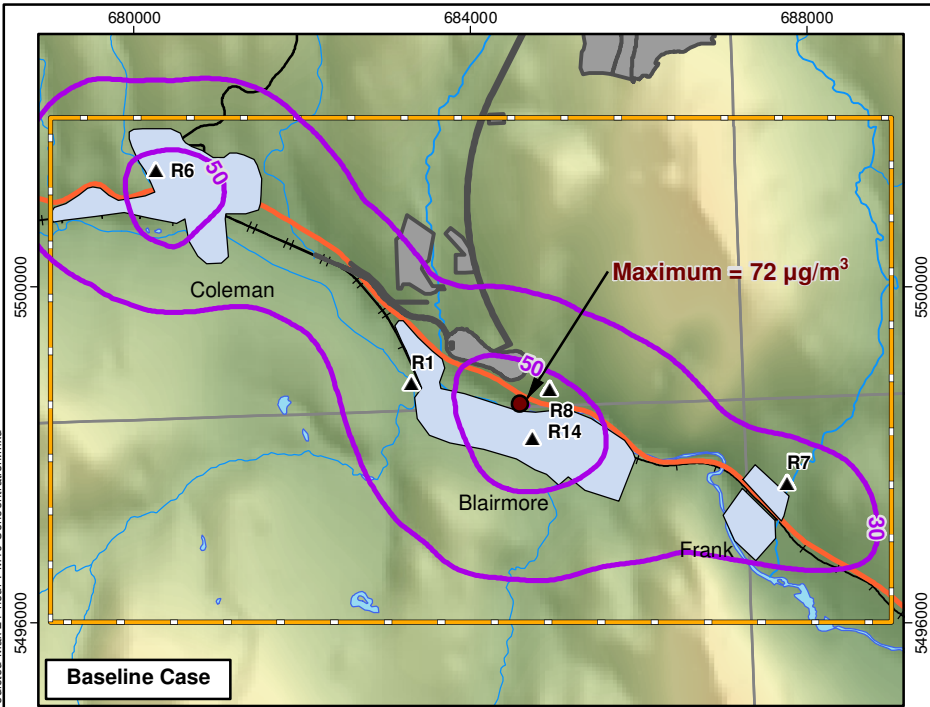 680000
684000
688000
5500000
5500000
5496000
5496000
R6
50
Coleman
Maximum = 72 µg/m³
R1
50
R8
R14
Blairmore
R7
30
Frank
Baseline Case